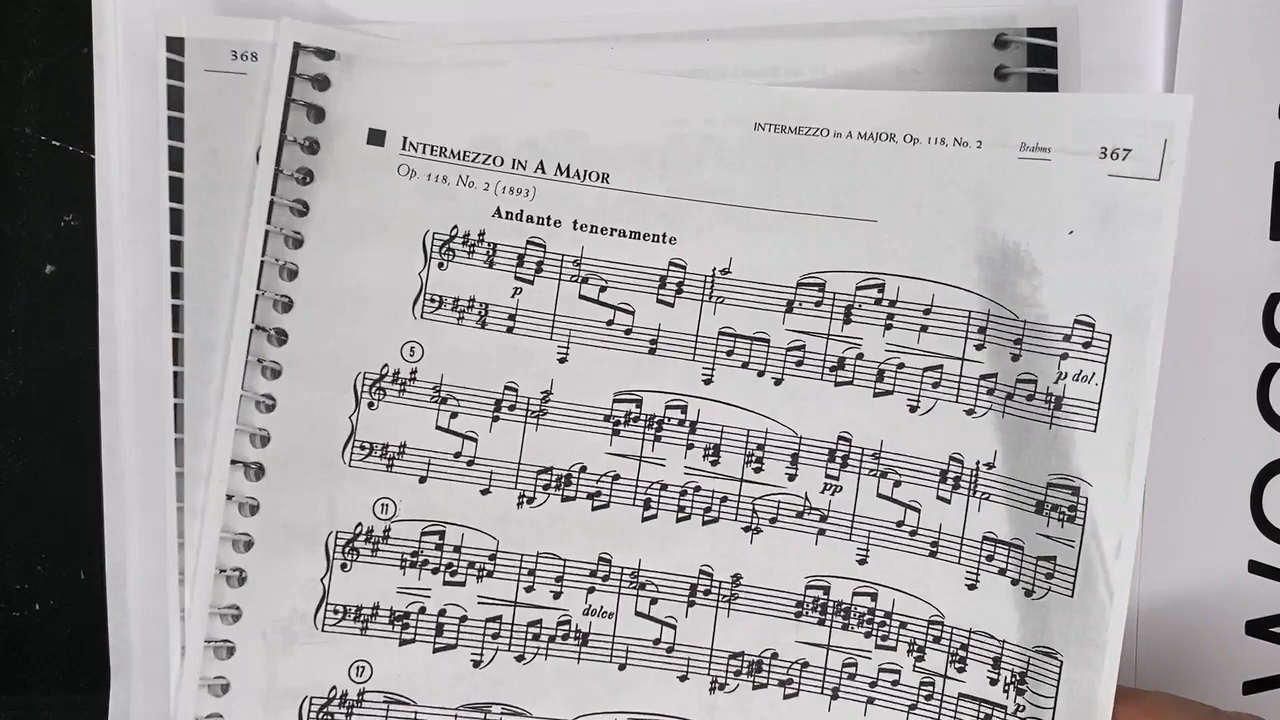 368
INTERMEZZO in A MAJOR, Op. 118, No. 2 Brahms 367
INTERMEZZO IN A MAJOR
Op. 118, No. 2 (1893)
Andante teneramente
p
p dol.
5
pp
11
dolce
p
17